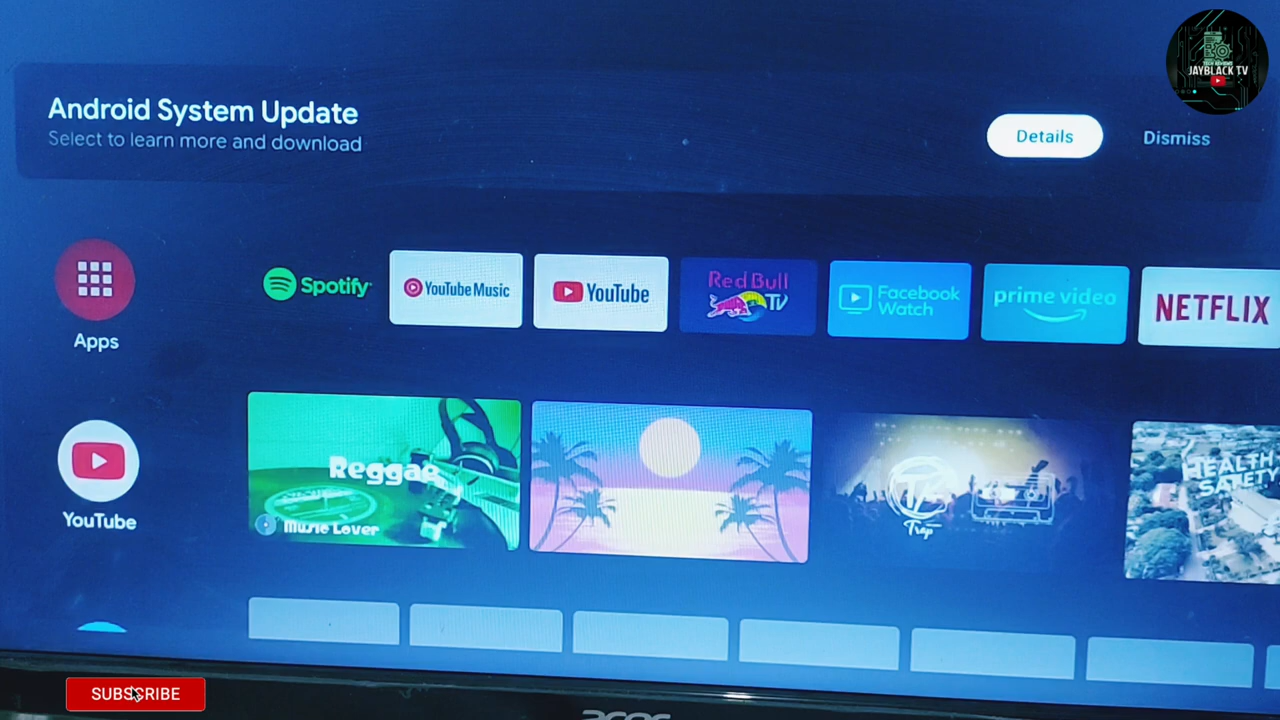 JAYBLACK TV
Android System Update
Select to learn more and download
Details
Dismiss
Spotify
YouTube Music
YouTube
Red Bull
TV
Facebook
Watch
prime video
NETFLIX
Apps
Reggae
Music Lover
Trap
HEALTH
SAFETY
YouTube
SUBSCRIBE
acer